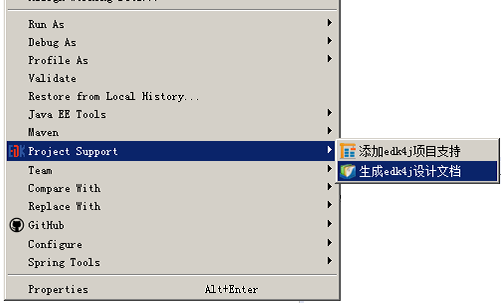 Run As
Debug As
Profile As
Validate
Restore from Local History...
Java EE Tools
Maven
EDK Project Support
添加edk4j项目支持
生成edk4j设计文档
Team
Compare With
Replace With
GitHub
Configure
Spring Tools
Properties Alt+Enter